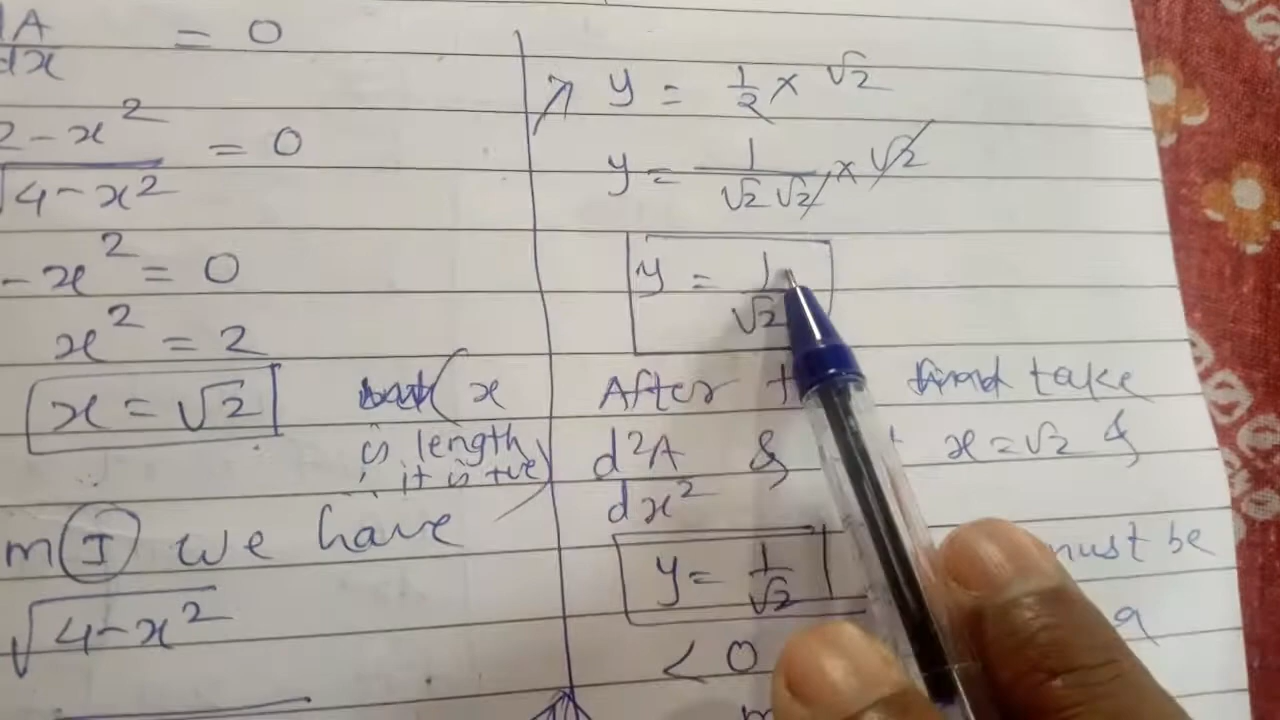 dA/dx = 0
2-x²/√4-x² = 0
-x² = 0
x² = 2
x = √2 (x
is length
it is +ve)
m I we have
√4-x²
y = 1/2 × √2
y = 1/√2 √2 × √2
y = 1/√2
After take
d²A/dx² & x = √2 &
y = 1/√2 must be
< 0 a